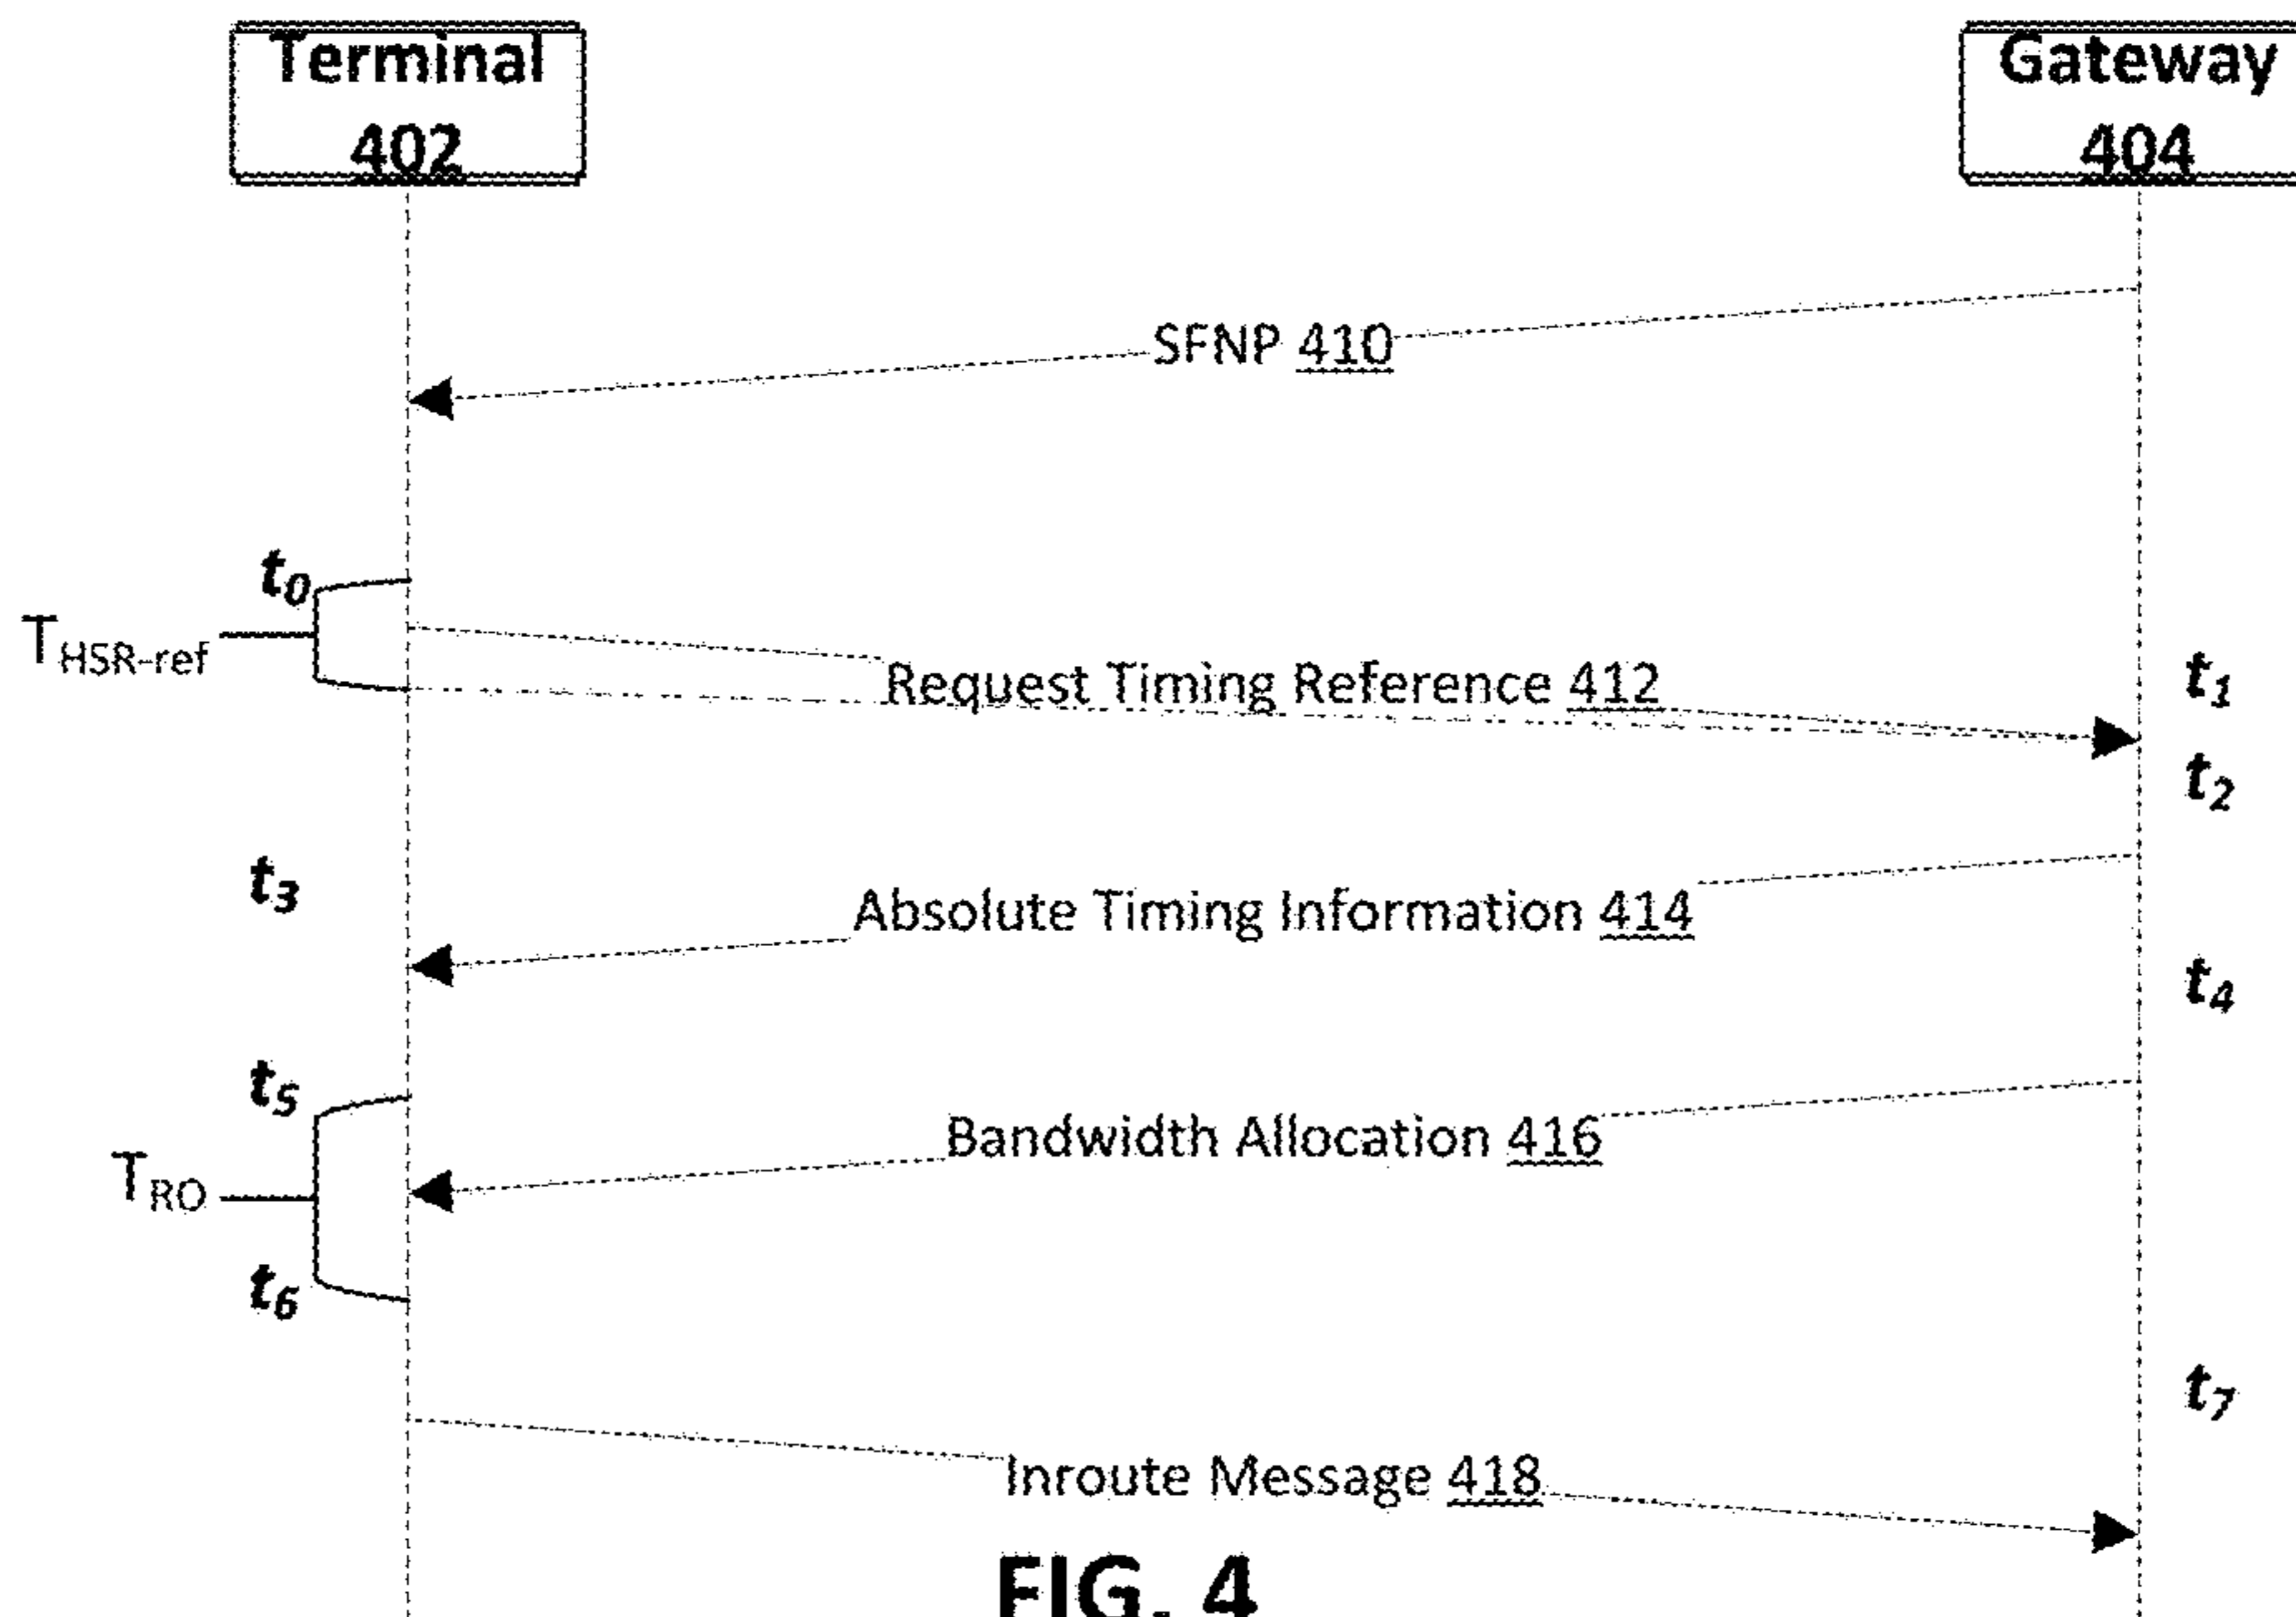 Terminal
402
Gateway
404
SFNP 410
t0
THSR-ref
Request Timing Reference 412
t1
t2
t3
Absolute Timing Information 414
t4
t5
Bandwidth Allocation 416
TRO
t6
t7
Inroute Message 418
FIG. 4